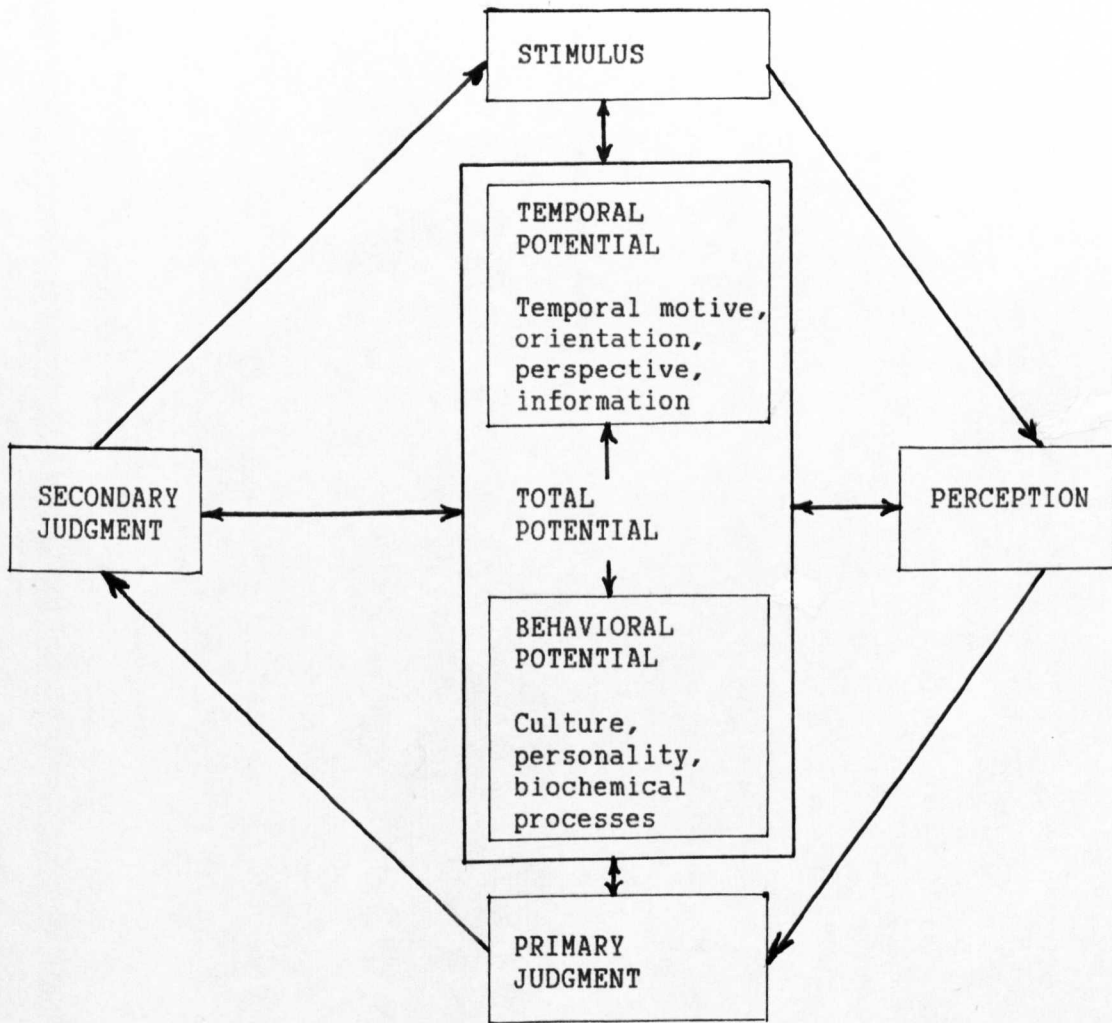 STIMULUS
TEMPORAL
POTENTIAL
Temporal motive,
orientation,
perspective,
information
SECONDARY
JUDGMENT
TOTAL
POTENTIAL
PERCEPTION
BEHAVIORAL
POTENTIAL
Culture,
personality,
biochemical
processes
PRIMARY
JUDGMENT